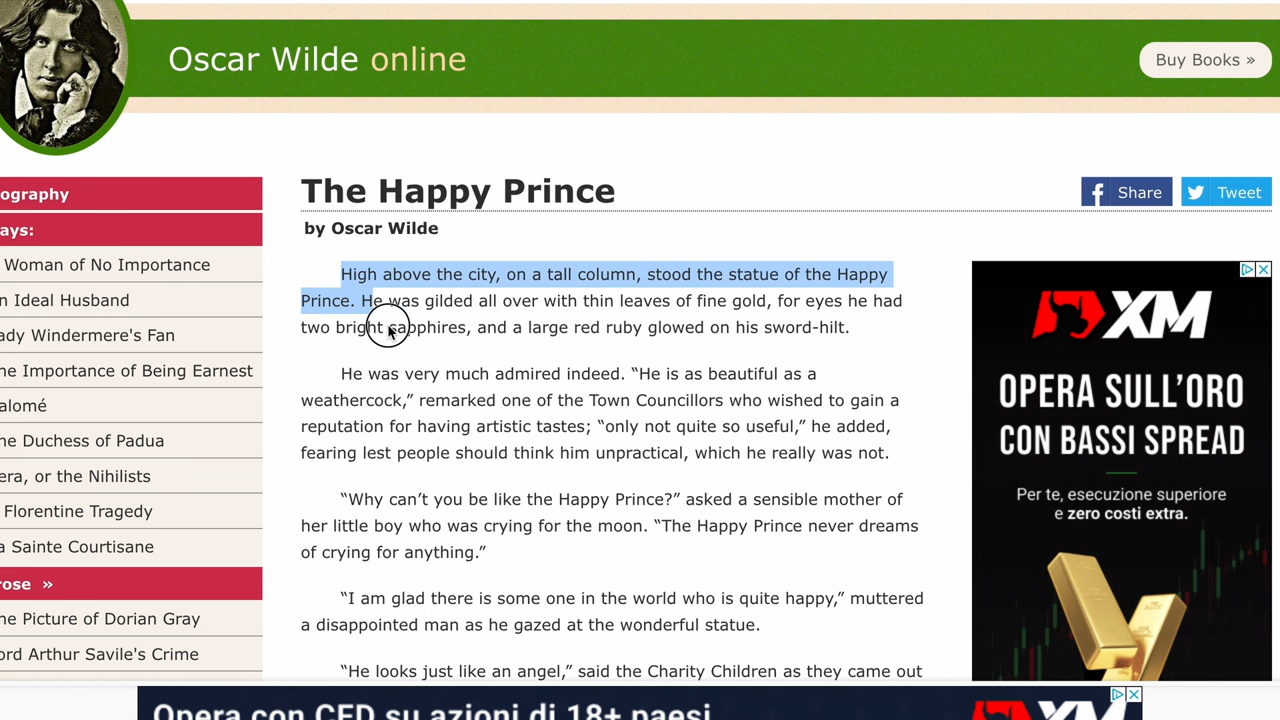 Oscar Wilde online
Buy Books »
ography
ays:
Woman of No Importance
n Ideal Husband
ady Windermere's Fan
he Importance of Being Earnest
alomé
he Duchess of Padua
era, or the Nihilists
Florentine Tragedy
a Sainte Courtisane
rose »
he Picture of Dorian Gray
ord Arthur Savile's Crime
The Happy Prince
Share
Tweet
by Oscar Wilde
High above the city, on a tall column, stood the statue of the Happy
Prince. He was gilded all over with thin leaves of fine gold, for eyes he had
two bright sapphires, and a large red ruby glowed on his sword-hilt.
He was very much admired indeed. “He is as beautiful as a
weathercock,” remarked one of the Town Councillors who wished to gain a
reputation for having artistic tastes; “only not quite so useful,” he added,
fearing lest people should think him unpractical, which he really was not.
“Why can’t you be like the Happy Prince?” asked a sensible mother of
her little boy who was crying for the moon. “The Happy Prince never dreams
of crying for anything.”
“I am glad there is some one in the world who is quite happy,” muttered
a disappointed man as he gazed at the wonderful statue.
“He looks just like an angel,” said the Charity Children as they came out
XM
OPERA SULL’ORO
CON BASSI SPREAD
Per te, esecuzione superiore
e zero costi extra.
Opera con CFD su azioni di 18+ paesi
XM